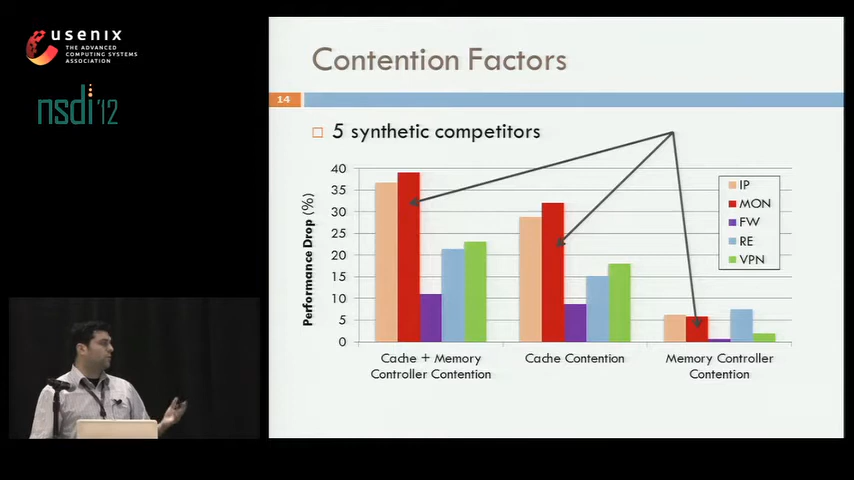 usenix
THE ADVANCED
COMPUTING SYSTEMS
ASSOCIATION
nsdi '12
Contention Factors
14
5 synthetic competitors
Performance Drop (%)
40
35
30
25
20
15
10
5
0
IP
MON
FW
RE
VPN
Cache + Memory
Controller Contention
Cache Contention
Memory Controller
Contention